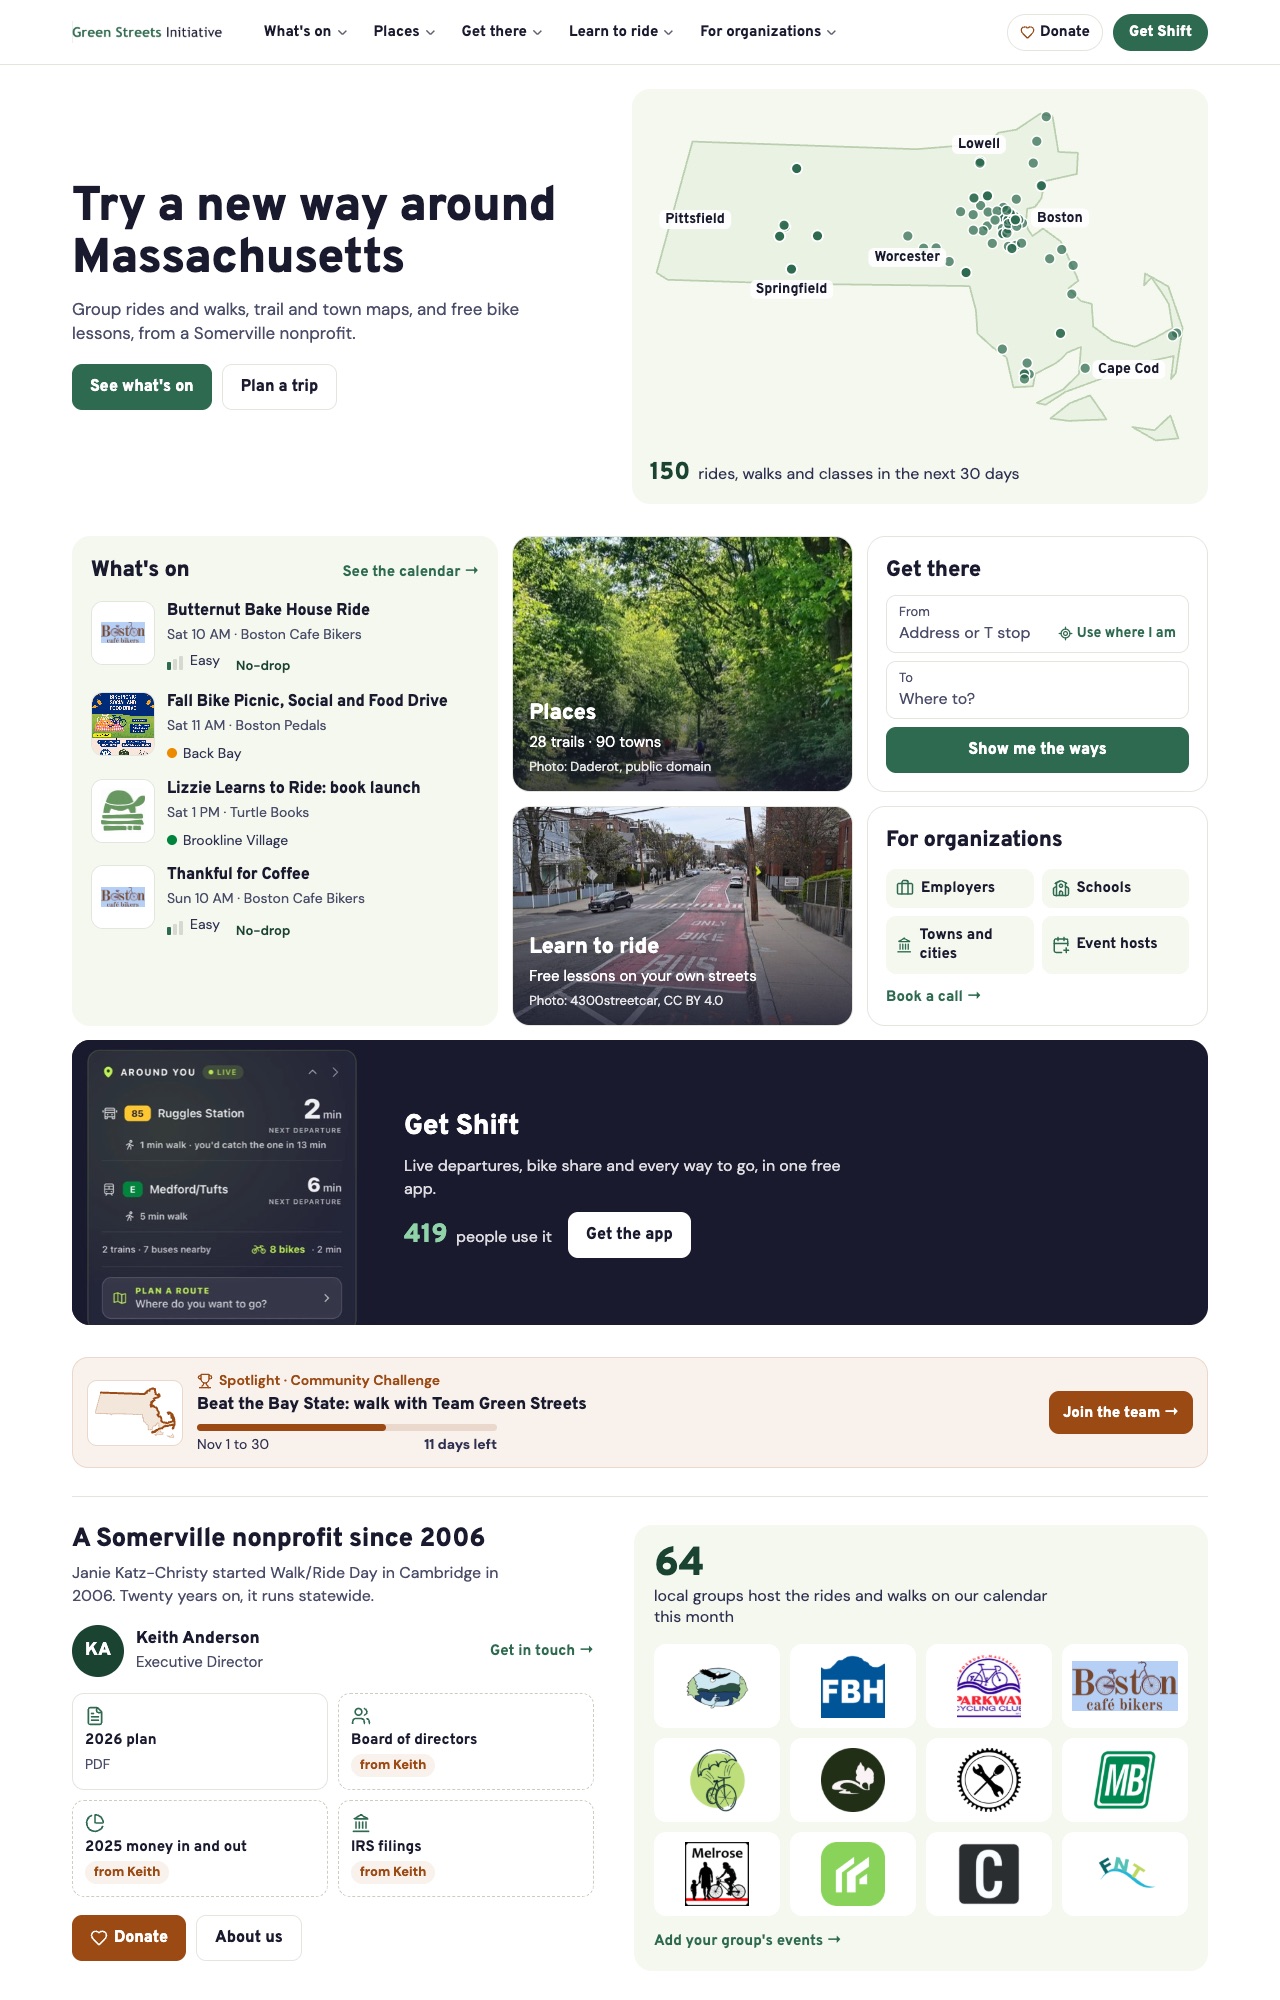 Green Streets Initiative
What's on
Places
Get there
Learn to ride
For organizations
Donate
Get Shift
Try a new way around
Massachusetts
Group rides and walks, trail and town maps, and free bike
lessons, from a Somerville nonprofit.
See what's on
Plan a trip
Lowell
Pittsfield
Boston
Worcester
Springfield
Cape Cod
150 rides, walks and classes in the next 30 days
What's on
See the calendar →
Boston
café bikers
Butternut Bake House Ride
Sat 10 AM · Boston Cafe Bikers
Easy No-drop
Fall Bike Picnic, Social and Food Drive
Sat 11 AM · Boston Pedals
Back Bay
Lizzie Learns to Ride: book launch
Sat 1 PM · Turtle Books
Brookline Village
Boston
café bikers
Thankful for Coffee
Sun 10 AM · Boston Cafe Bikers
Easy No-drop
Places
28 trails · 90 towns
Photo: Daderot, public domain
ONLY
BIKE
BUS
Learn to ride
Free lessons on your own streets
Photo: 4300streetcar, CC BY 4.0
Get there
From
Address or T stop
Use where I am
To
Where to?
Show me the ways
For organizations
Employers
Schools
Towns and
cities
Event hosts
Book a call →
AROUND YOU LIVE
85 Ruggles Station 2 min
NEXT DEPARTURE
1 min walk · you'd catch the one in 13 min
E Medford/Tufts 6 min
NEXT DEPARTURE
5 min walk
2 trains · 7 buses nearby 8 bikes · 2 min
PLAN A ROUTE
Where do you want to go?
Get Shift
Live departures, bike share and every way to go, in one free
app.
419 people use it
Get the app
Spotlight · Community Challenge
Beat the Bay State: walk with Team Green Streets
Nov 1 to 30 11 days left
Join the team →
A Somerville nonprofit since 2006
Janie Katz-Christy started Walk/Ride Day in Cambridge in
2006. Twenty years on, it runs statewide.
KA
Keith Anderson
Executive Director
Get in touch →
2026 plan
PDF
Board of directors
from Keith
2025 money in and out
from Keith
IRS filings
from Keith
Donate
About us
64
local groups host the rides and walks on our calendar
this month
FBH
PARKWAY
CYCLING CLUB
Boston
café bikers
MB
Melrose
C
FNT
Add your group's events →